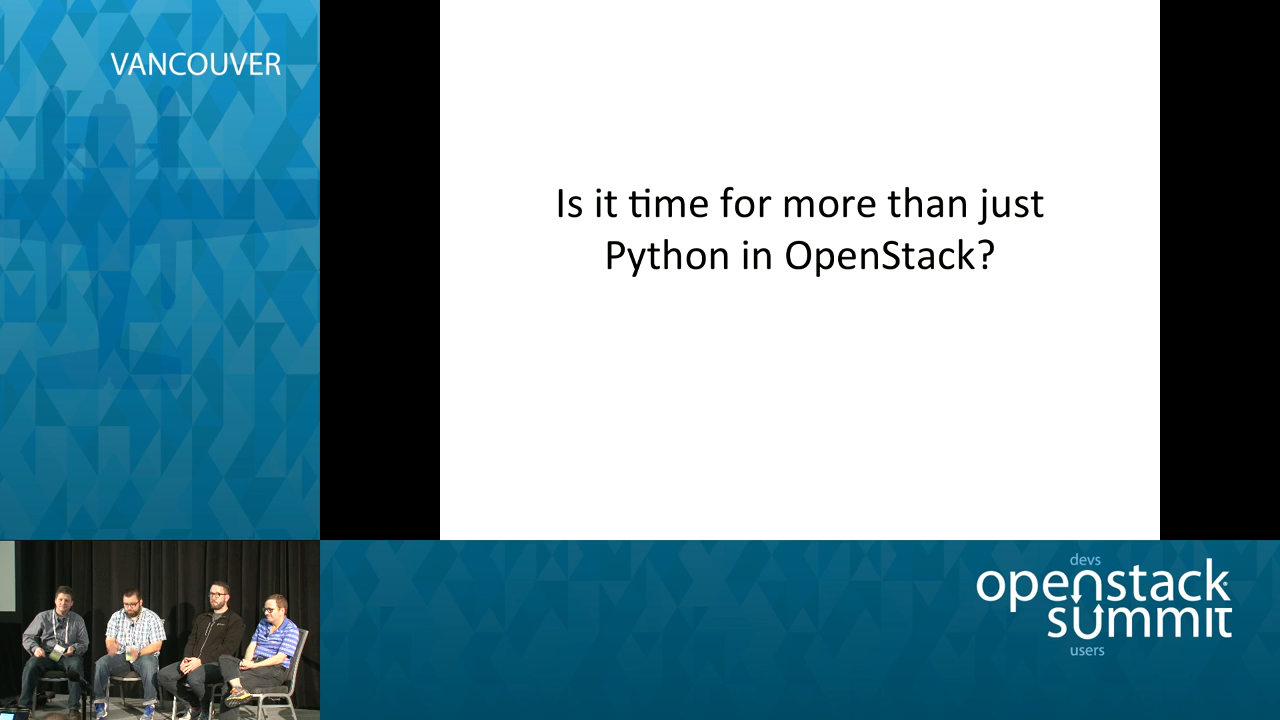 VANCOUVER
Is it time for more than just
Python in OpenStack?
devs
openstack
summit
users